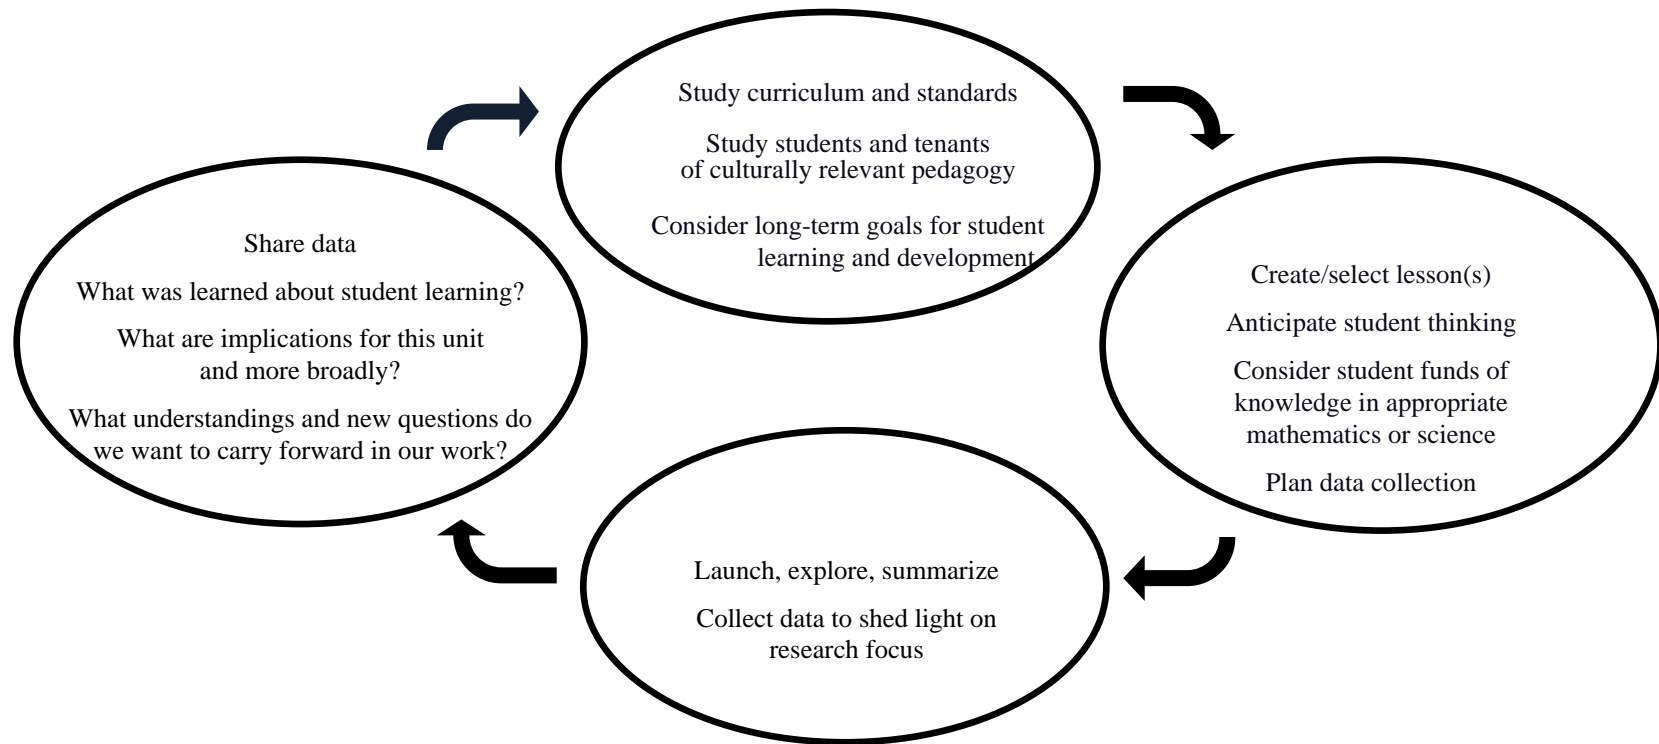 Study curriculum and standards
Study students and tenants
of culturally relevant pedagogy
Consider long-term goals for student
learning and development
Create/select lesson(s)
Anticipate student thinking
Consider student funds of
knowledge in appropriate
mathematics or science
Plan data collection
Launch, explore, summarize
Collect data to shed light on
research focus
Share data
What was learned about student learning?
What are implications for this unit
and more broadly?
What understandings and new questions do
we want to carry forward in our work?